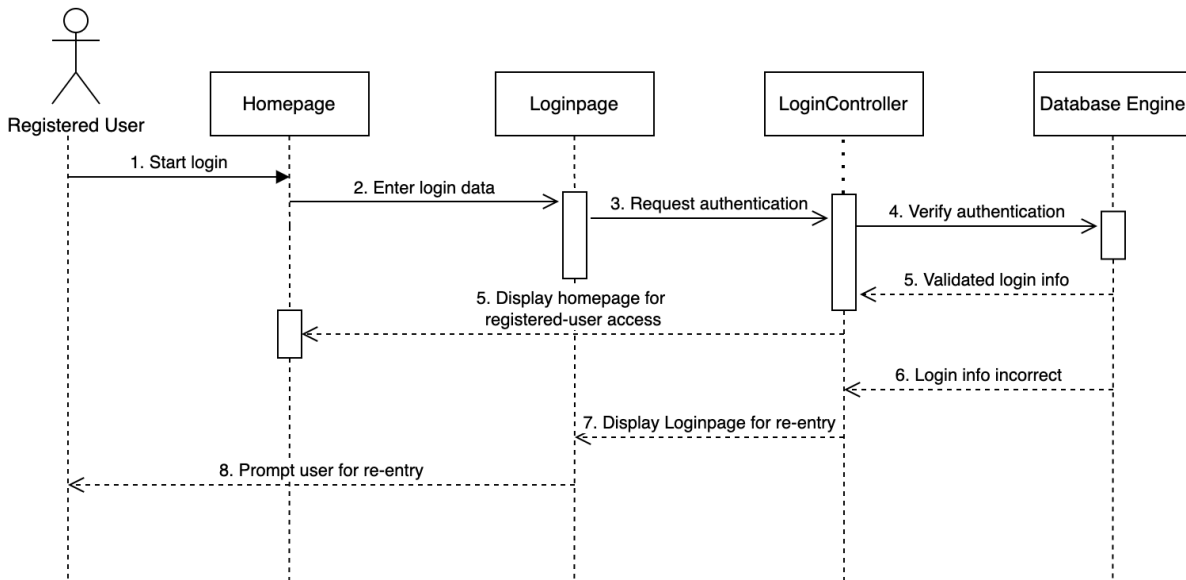 Registered User
Homepage
Loginpage
LoginController
Database Engine
1. Start login
2. Enter login data
3. Request authentication
4. Verify authentication
5. Validated login info
5. Display homepage for
registered-user access
6. Login info incorrect
7. Display Loginpage for re-entry
8. Prompt user for re-entry